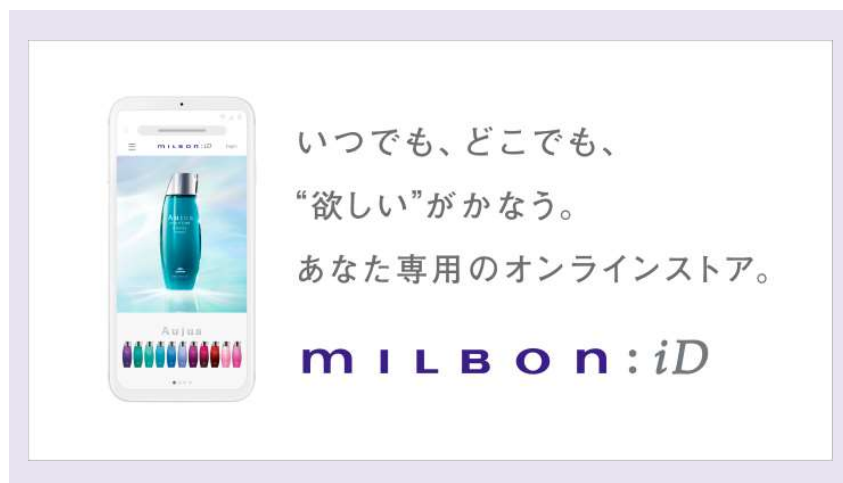 milbon:iD
login
Aujua
Aujua
いつでも、どこでも、
“欲しい”がかなう。
あなた専用のオンラインストア。
milbon:iD